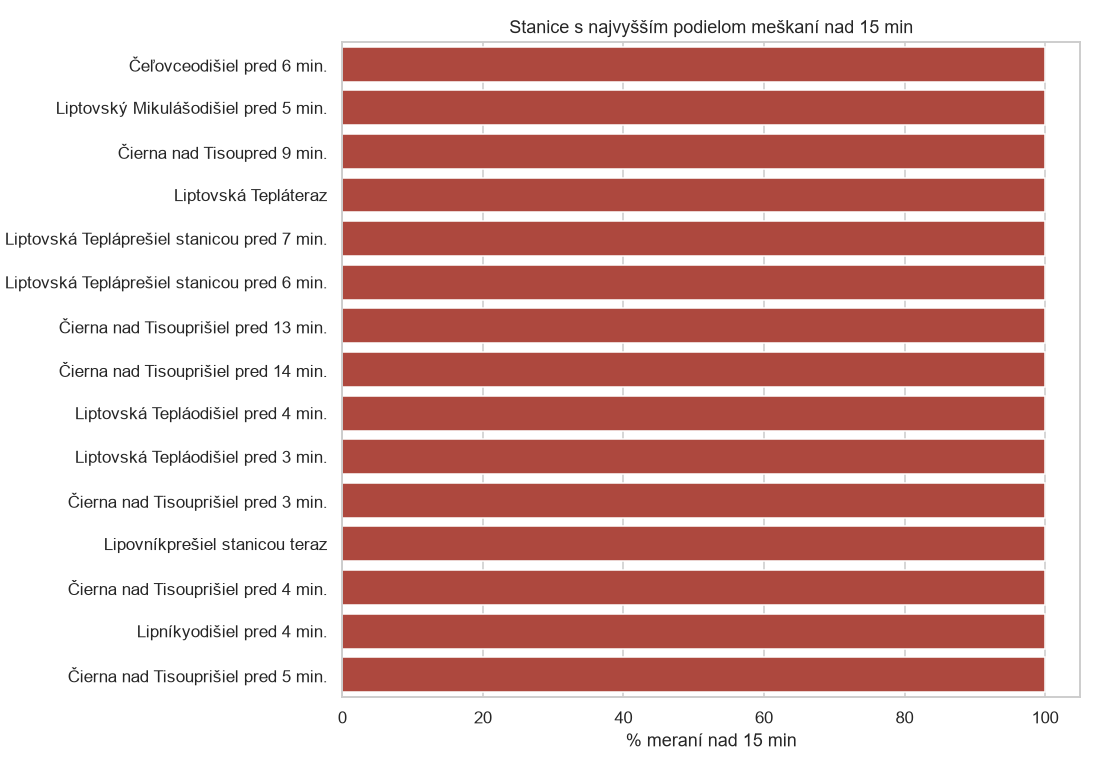 Stanice s najvyšším podielom meškaní nad 15 min
Čeľovceodišiel pred 6 min.
Liptovský Mikulášodišiel pred 5 min.
Čierna nad Tisoupred 9 min.
Liptovská Tepláteraz
Liptovská Tepláprešiel stanicou pred 7 min.
Liptovská Tepláprešiel stanicou pred 6 min.
Čierna nad Tisouprišiel pred 13 min.
Čierna nad Tisouprišiel pred 14 min.
Liptovská Tepláodišiel pred 4 min.
Liptovská Tepláodišiel pred 3 min.
Čierna nad Tisouprišiel pred 3 min.
Lipovníkprešiel stanicou teraz
Čierna nad Tisouprišiel pred 4 min.
Lipníkyodišiel pred 4 min.
Čierna nad Tisouprišiel pred 5 min.
0 20 40 60 80 100
% meraní nad 15 min